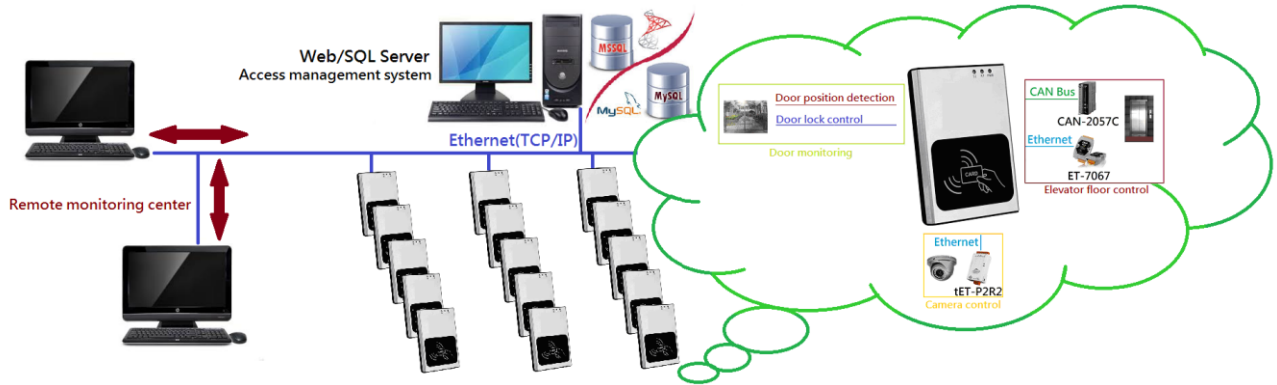 Web/SQL Server
Access management system
MSSQL
MySQL
MySQL
Ethernet(TCP/IP)
Remote monitoring center
Door position detection
Door lock control
Door monitoring
CARD
CAN Bus
CAN-2057C
Ethernet
ET-7067
Elevator floor control
Ethernet
tET-P2R2
Camera control